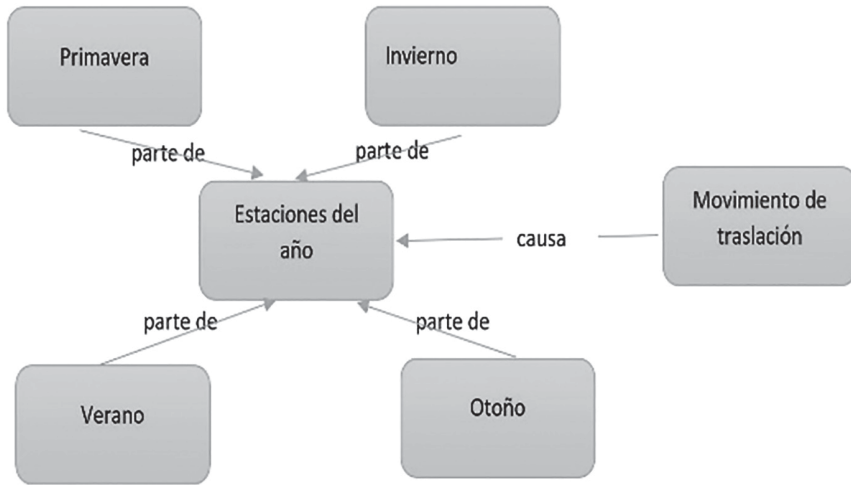 Primavera
Invierno
parte de
parte de
Estaciones del
año
causa
Movimiento de
traslación
parte de
parte de
Verano
Otoño